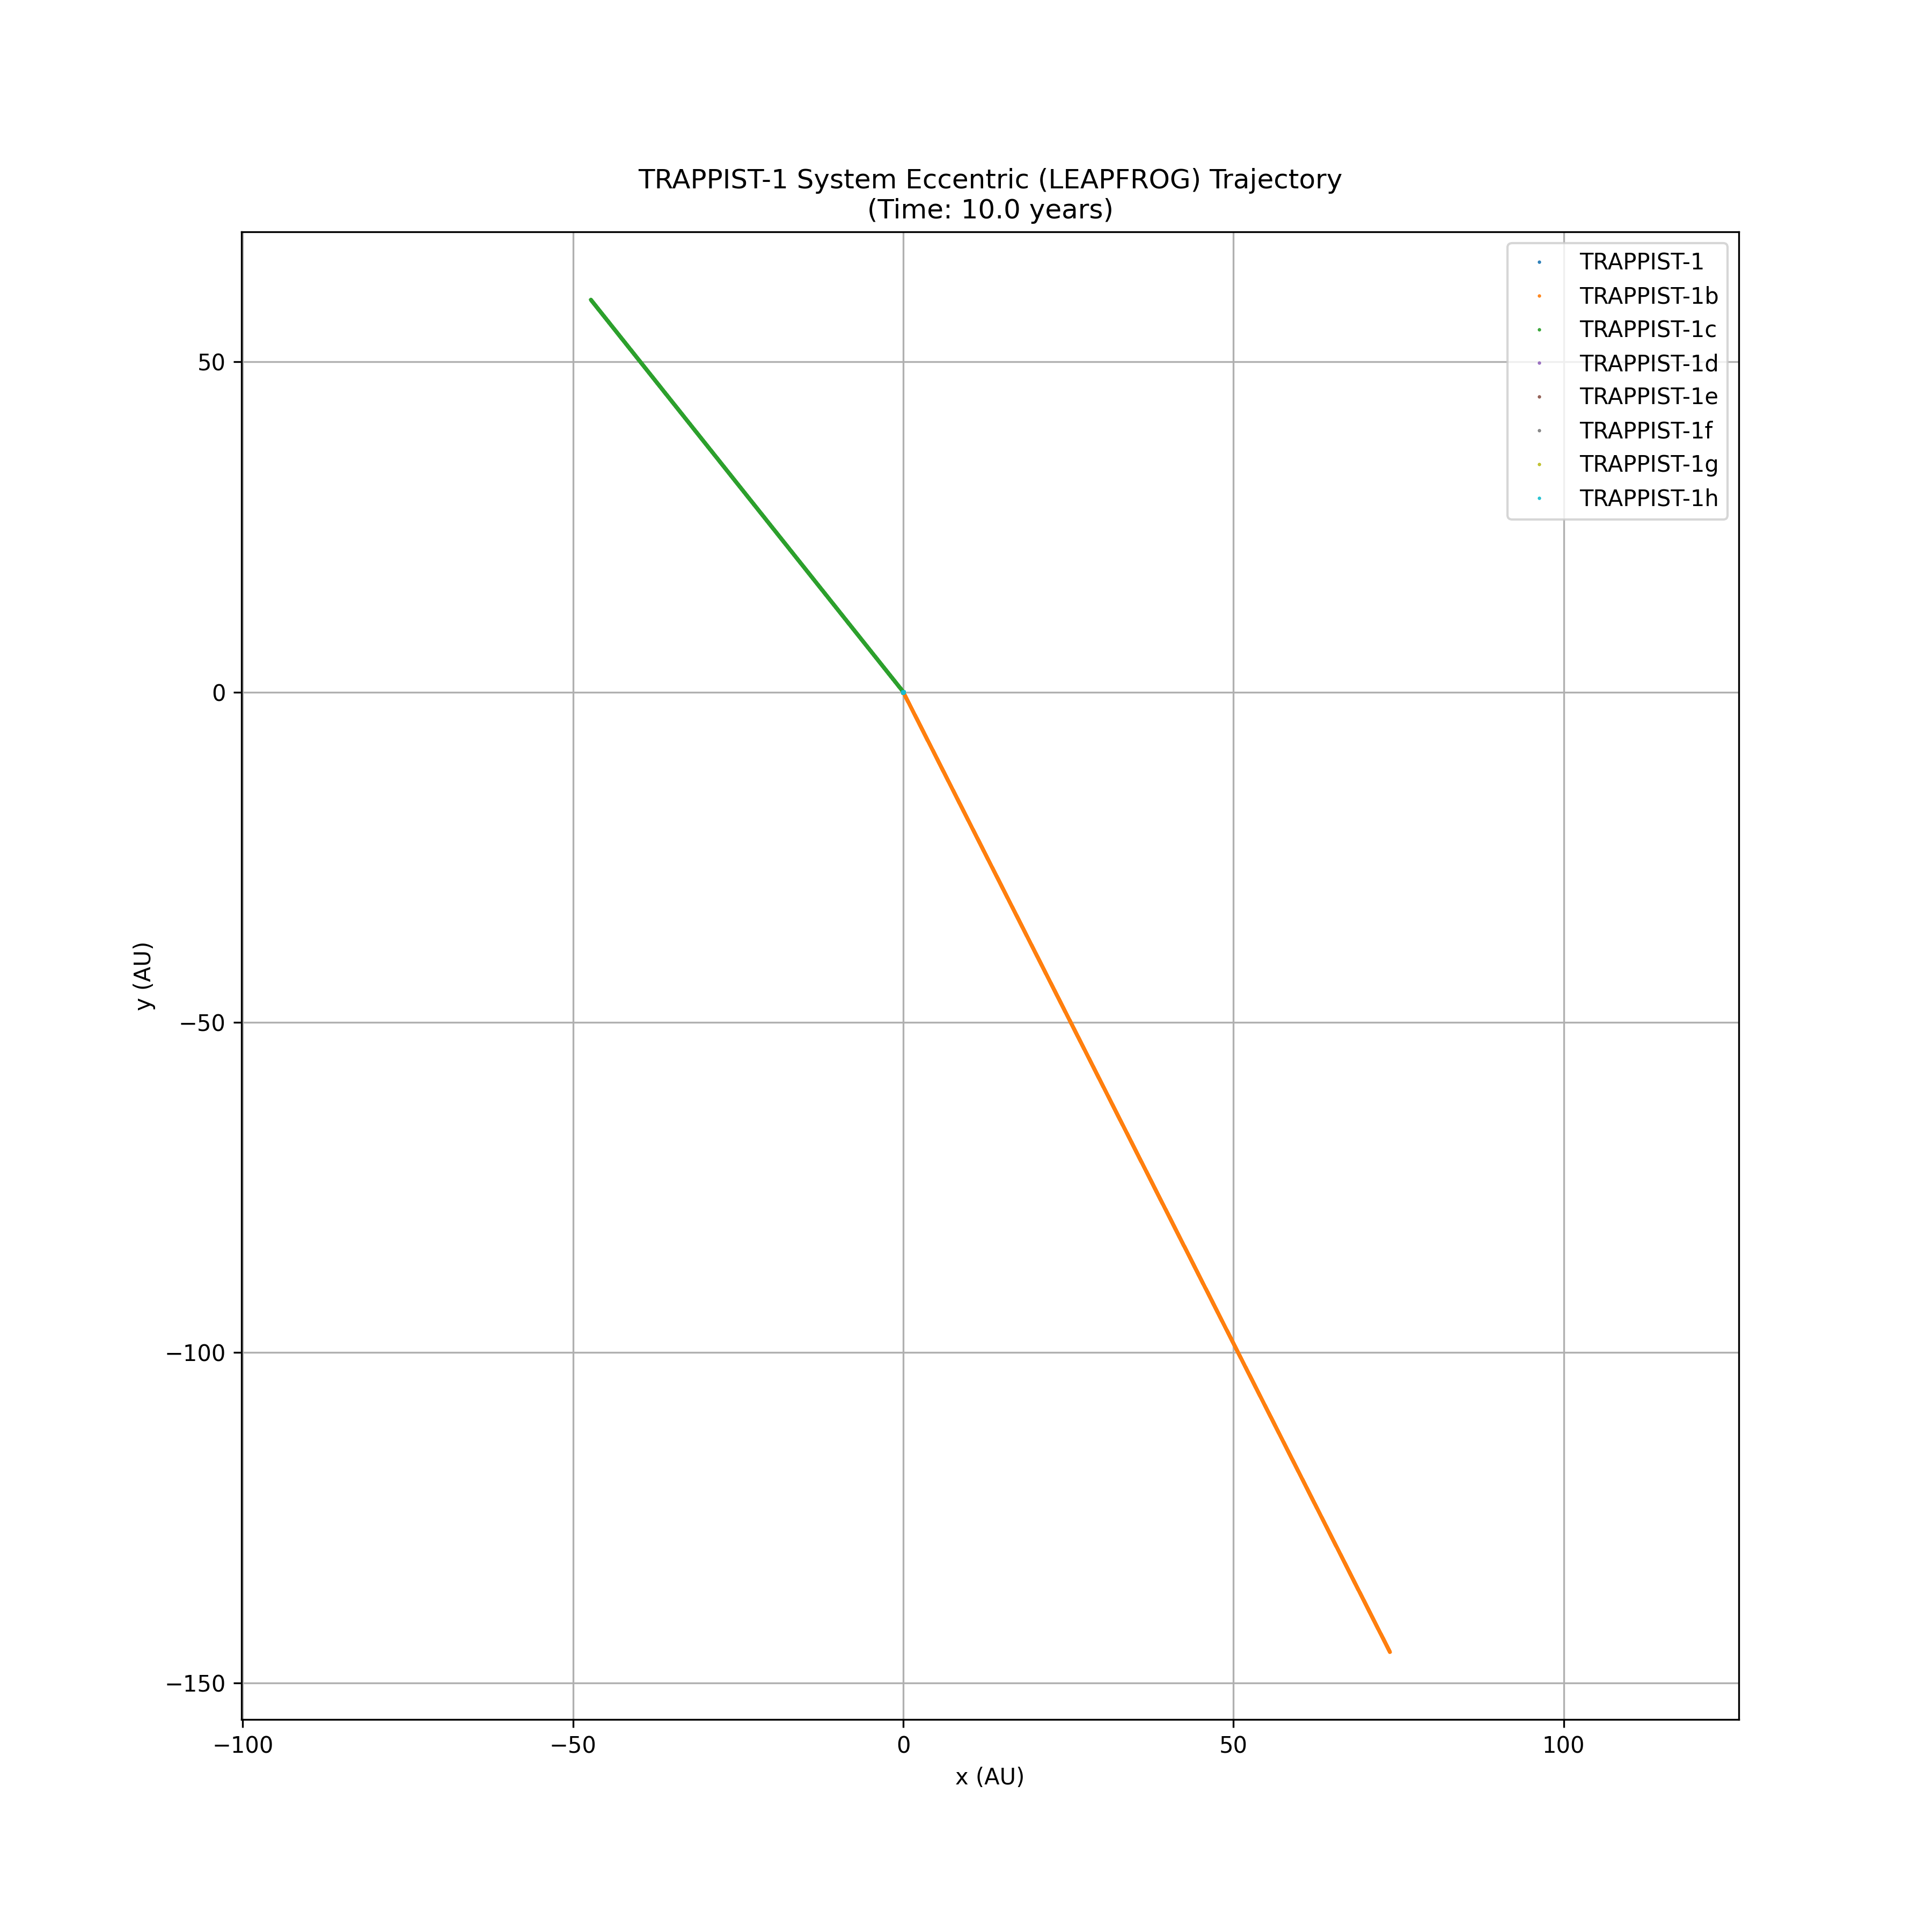 TRAPPIST-1 System Eccentric (LEAPFROG) Trajectory
(Time: 10.0 years)
TRAPPIST-1
TRAPPIST-1b
TRAPPIST-1c
TRAPPIST-1d
TRAPPIST-1e
TRAPPIST-1f
TRAPPIST-1g
TRAPPIST-1h
50
0
−50
−100
−150
y (AU)
−100
−50
0
50
100
x (AU)